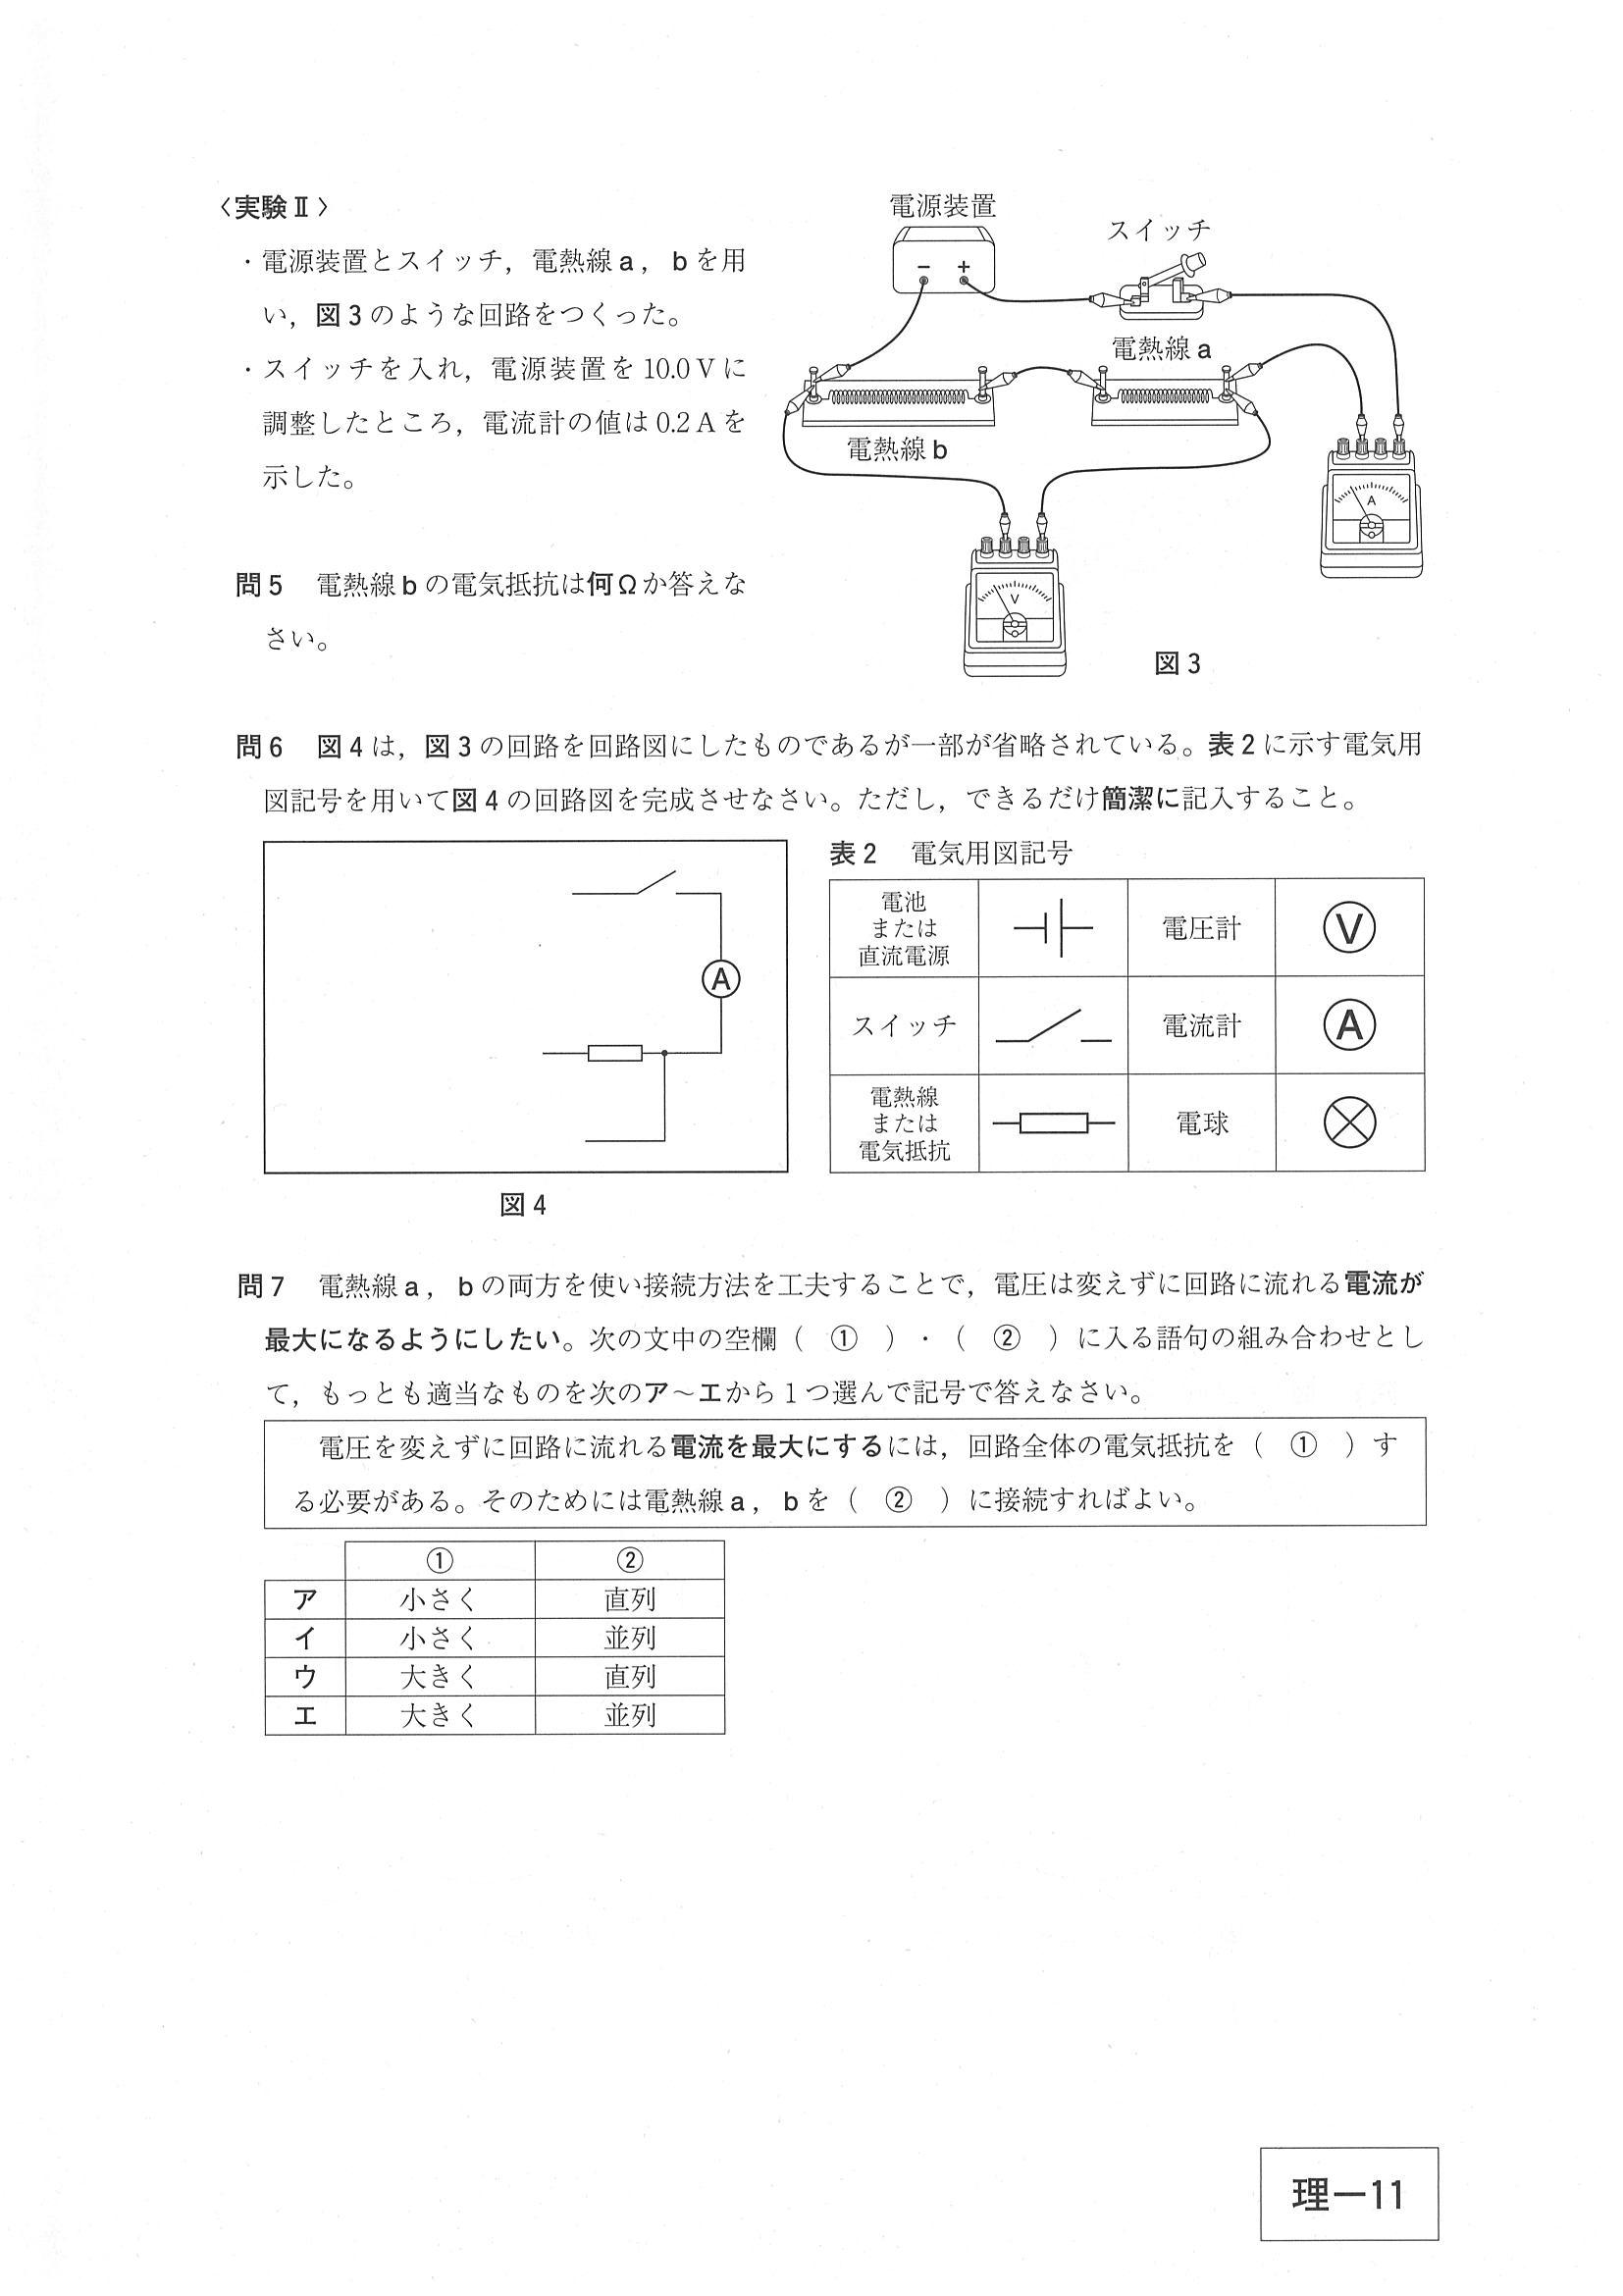 〈実験Ⅱ〉
・電源装置とスイッチ，電熱線a，bを用
い，図3のような回路をつくった。
・スイッチを入れ，電源装置を10.0Vに
調整したところ，電流計の値は0.2Aを
示した。
電源装置
スイッチ
－ ＋
電熱線a
電熱線b
A
V
図3
問5　電熱線bの電気抵抗は何Ωか答えな
さい。
問6　図4は，図3の回路を回路図にしたものであるが一部が省略されている。表2に示す電気用
図記号を用いて図4の回路図を完成させなさい。ただし，できるだけ簡潔に記入すること。
A
図4
表2　電気用図記号
電池
または
直流電源
電圧計
V
スイッチ
電流計
A
電熱線
または
電気抵抗
電球
問7　電熱線a，bの両方を使い接続方法を工夫することで，電圧は変えずに回路に流れる電流が
最大になるようにしたい。次の文中の空欄（　①　）・（　②　）に入る語句の組み合わせとし
て，もっとも適当なものを次のア～エから1つ選んで記号で答えなさい。
電圧を変えずに回路に流れる電流を最大にするには，回路全体の電気抵抗を（　①　）す
る必要がある。そのためには電熱線a，bを（　②　）に接続すればよい。
① ②
ア 小さく 直列
イ 小さく 並列
ウ 大きく 直列
エ 大きく 並列
理－11